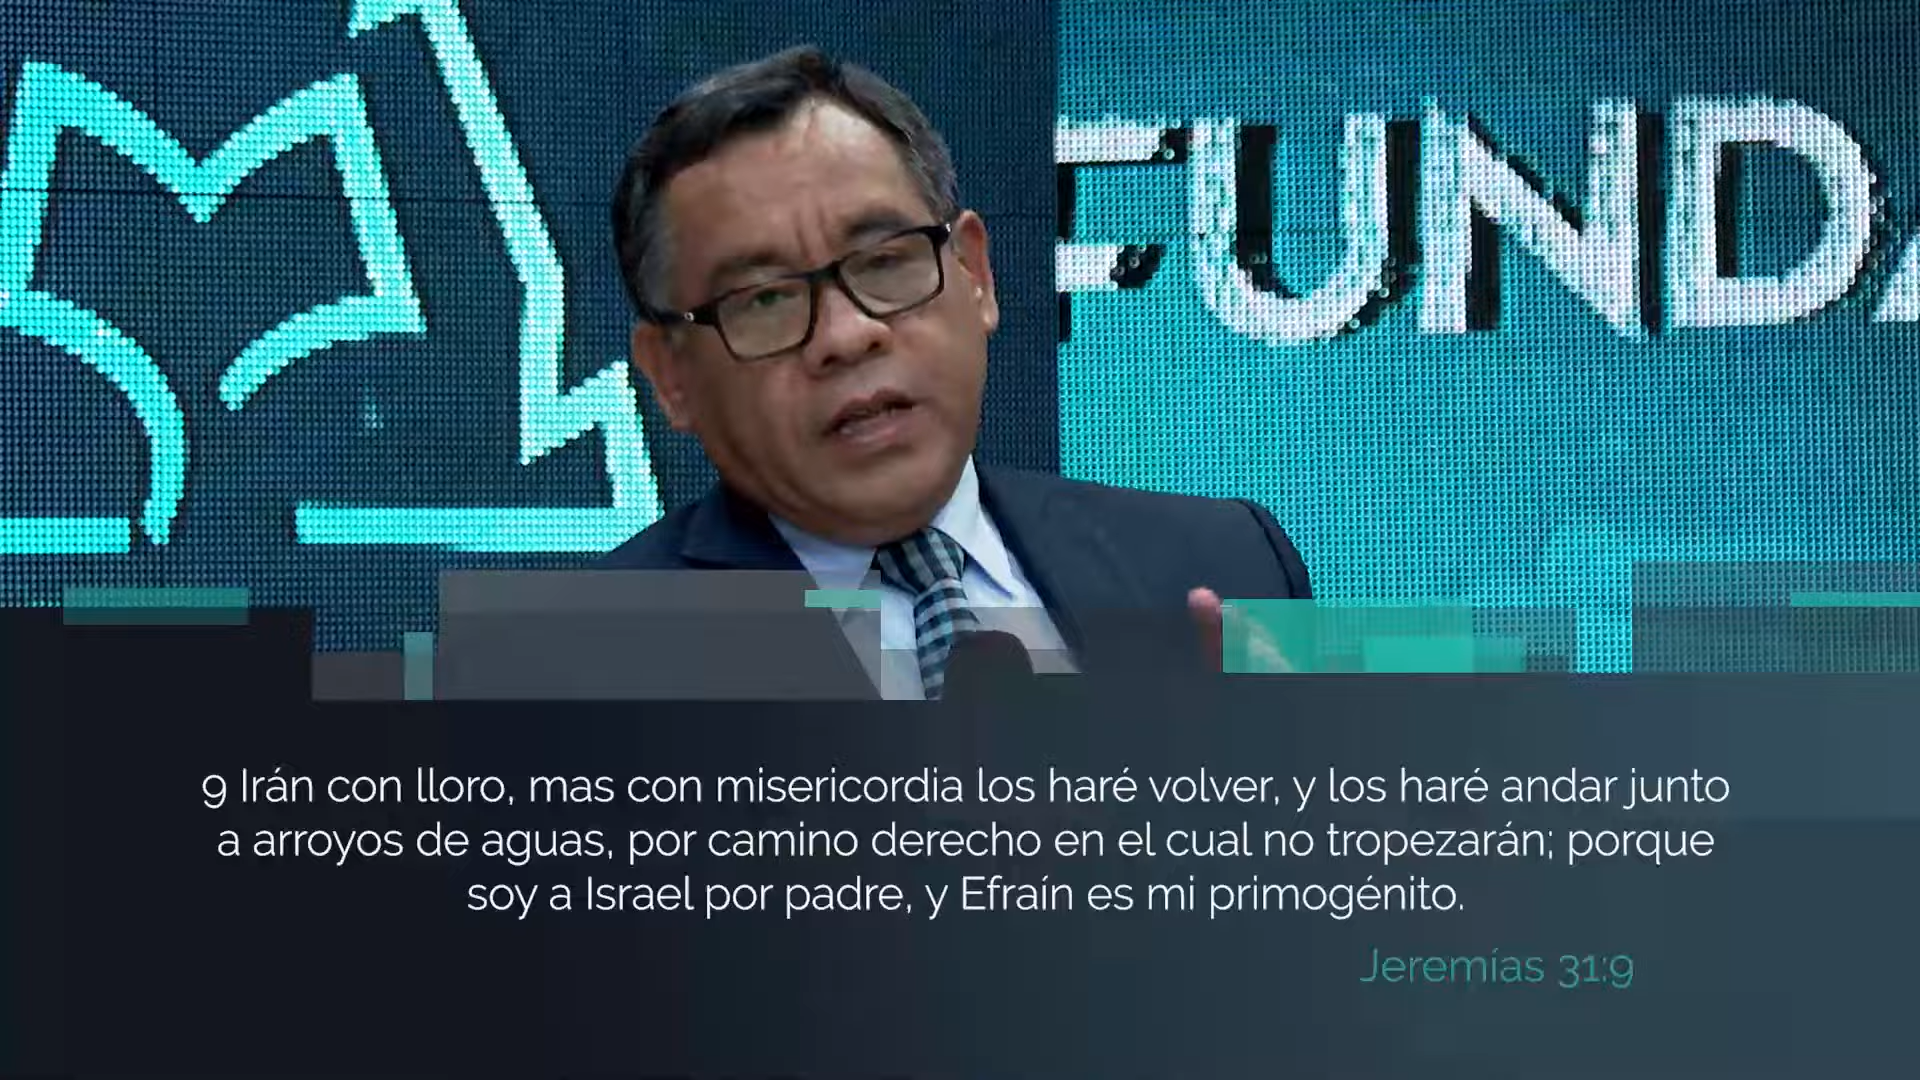 FUNDA
9 Irán con lloro, mas con misericordia los haré volver, y los haré andar junto
a arroyos de aguas, por camino derecho en el cual no tropezarán; porque
soy a Israel por padre, y Efraín es mi primogénito.
Jeremías 31:9